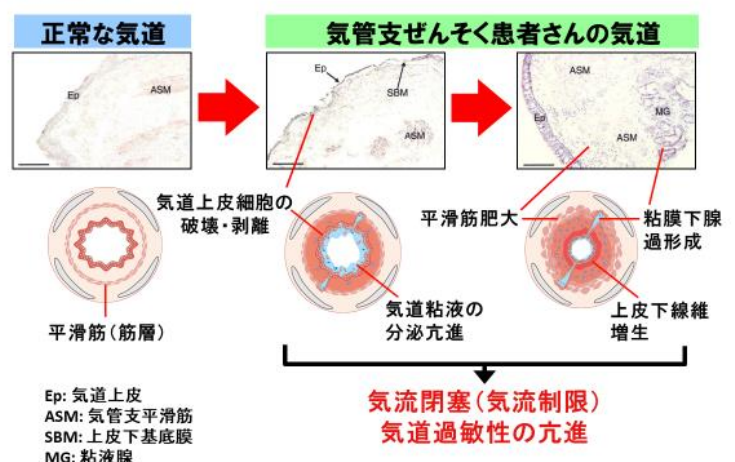 正常な気道
気管支ぜんそく患者さんの気道
Ep
ASM
Ep
SBM
ASM
ASM
Ep
ASM
MG
気道上皮細胞の
破壊・剥離
平滑筋肥大
粘膜下腺
過形成
平滑筋(筋層)
気道粘液の
分泌亢進
上皮下線維
増生
Ep: 気道上皮
ASM: 気管支平滑筋
SBM: 上皮下基底膜
MG: 粘液腺
気流閉塞(気流制限)
気道過敏性の亢進